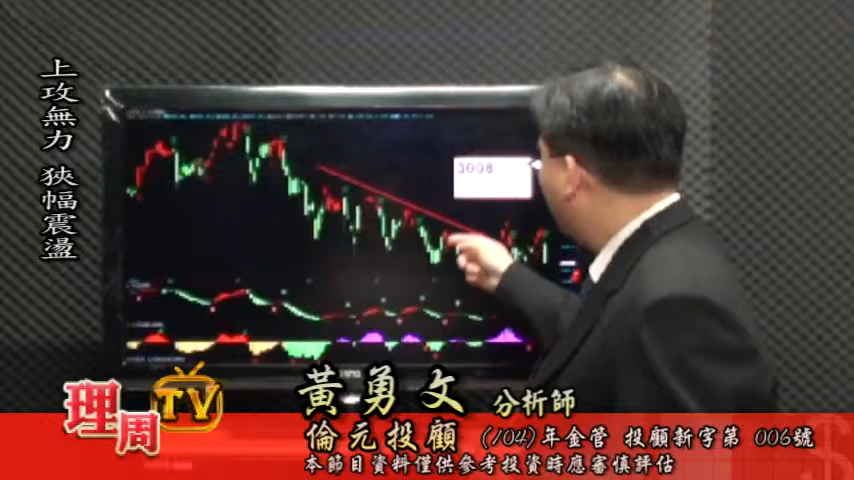 上攻無力 狹幅震盪
3008
理周TV
黃勇文 分析師
倫元投顧 (104)年金管 投顧新字第 006號
本節目資料僅供參考投資時應審慎評估